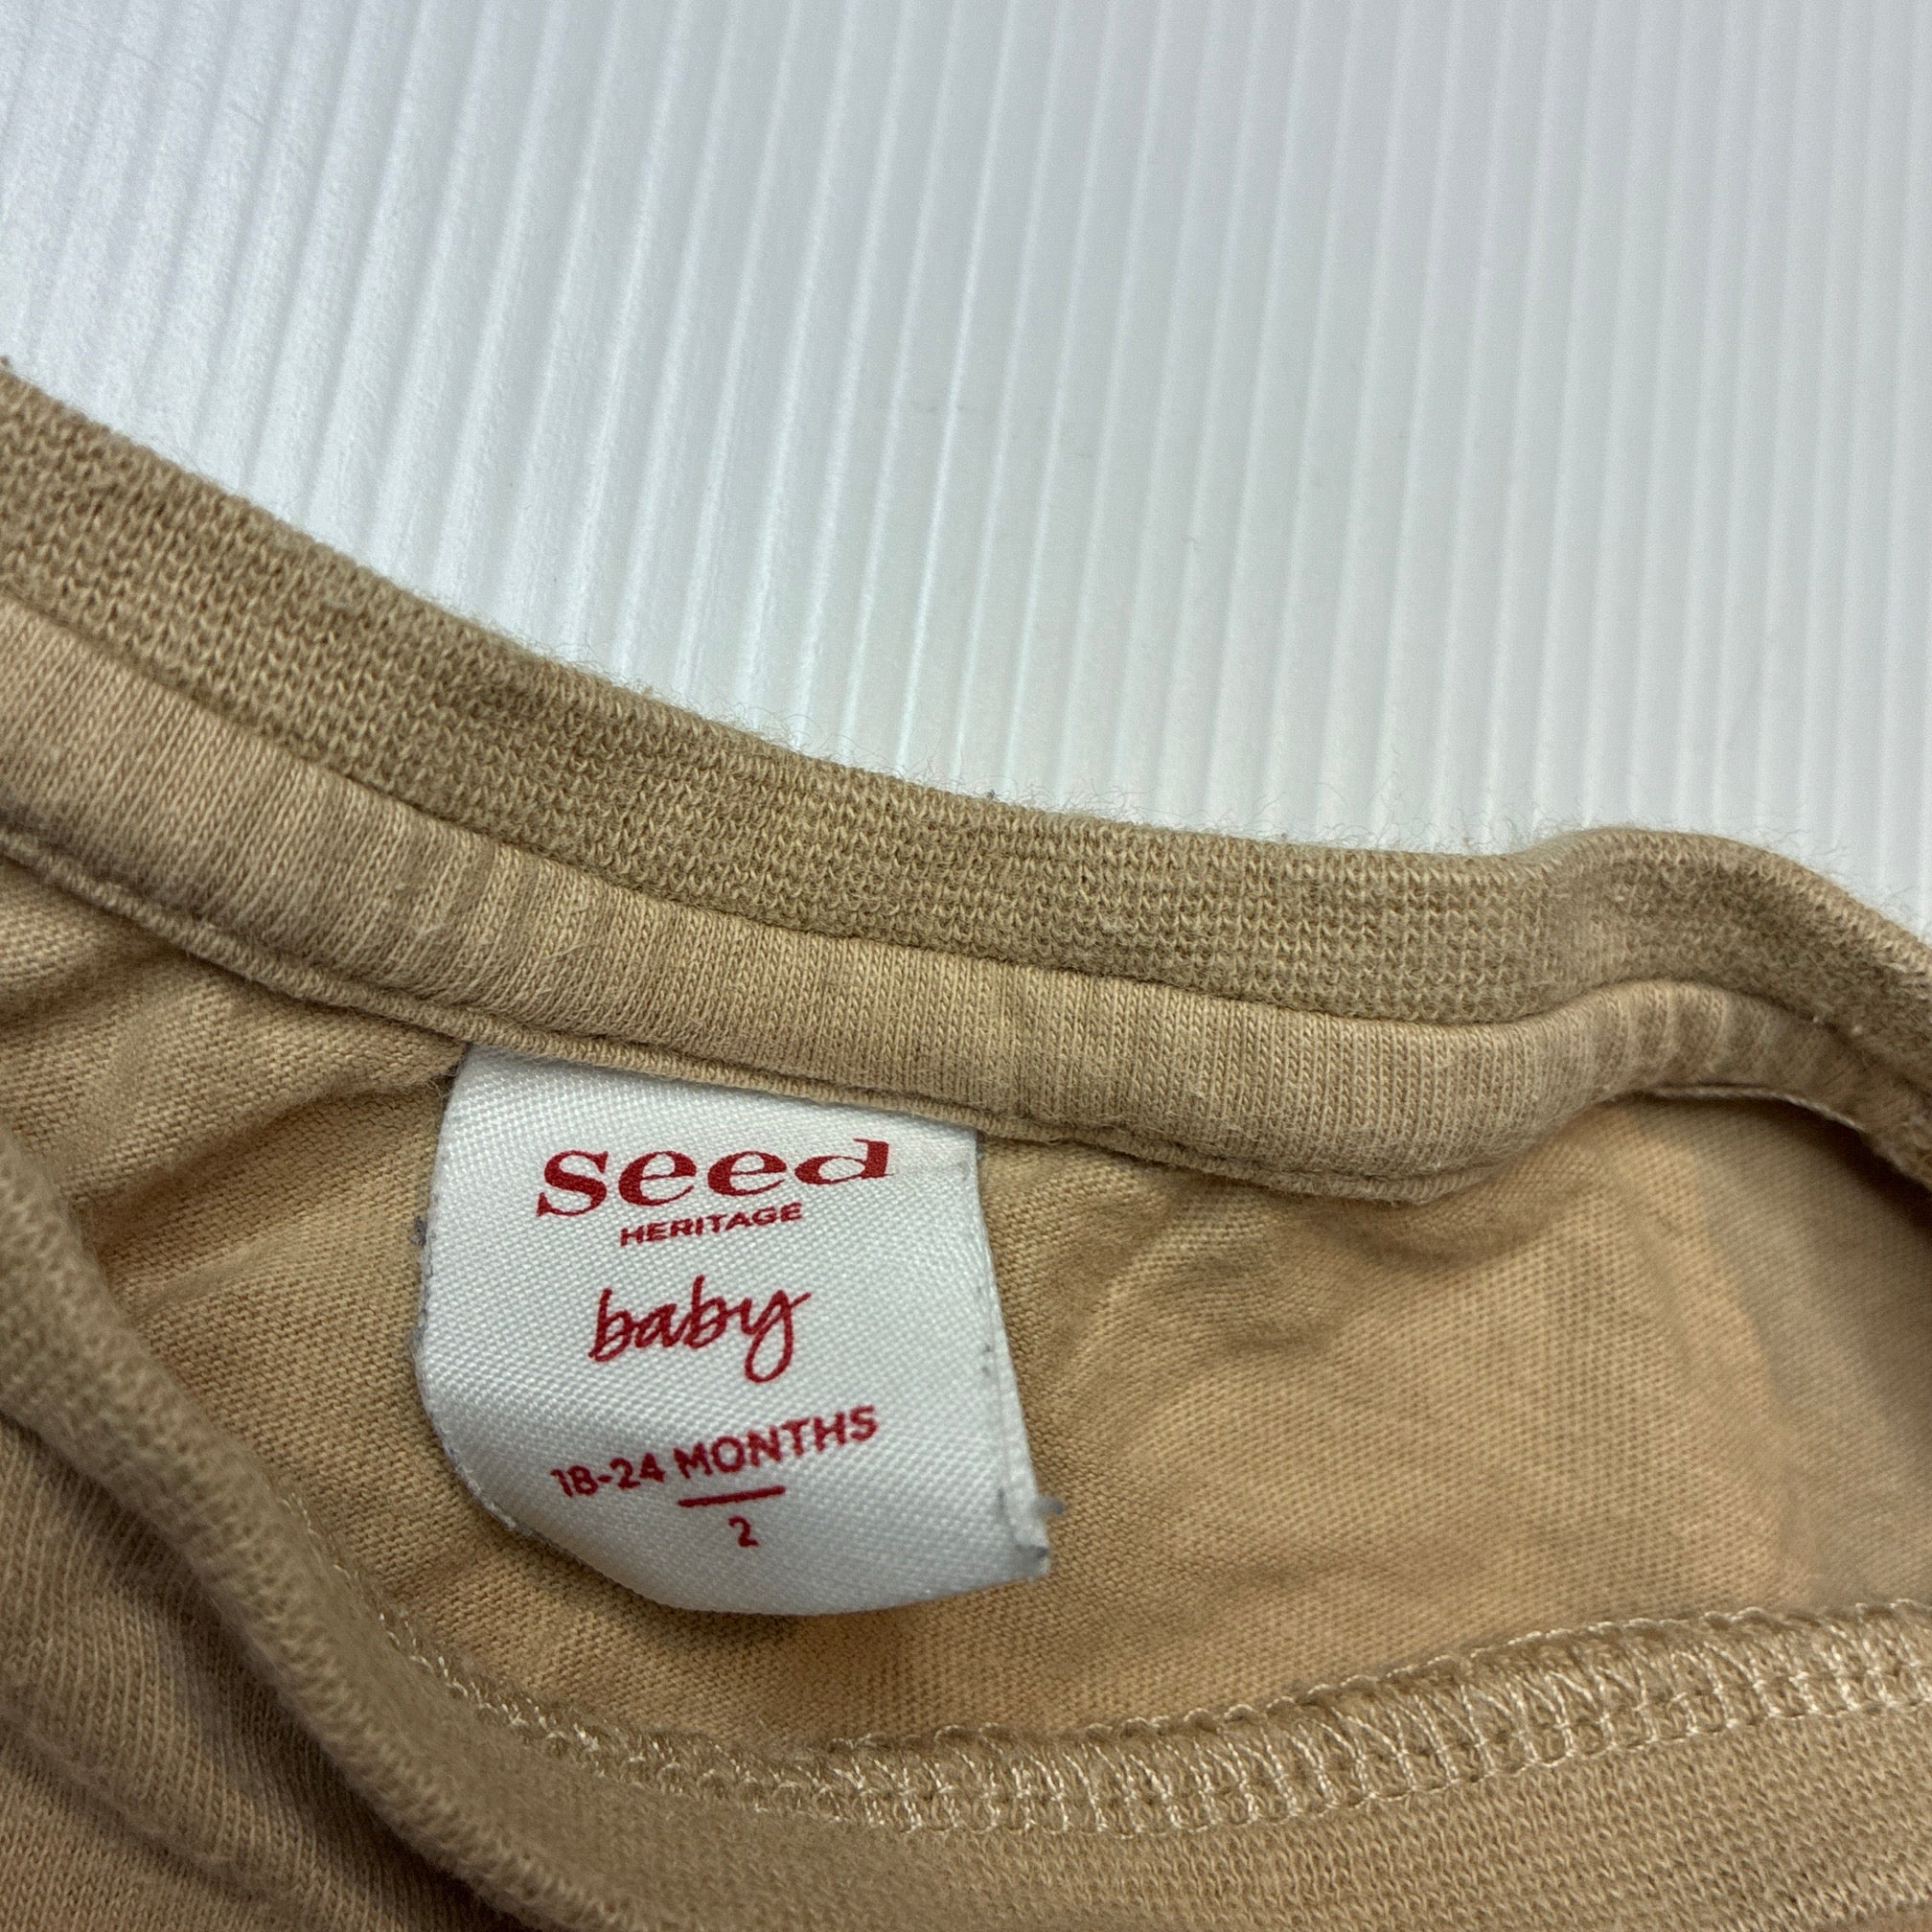 seed
HERITAGE
baby
18-24 MONTHS
2